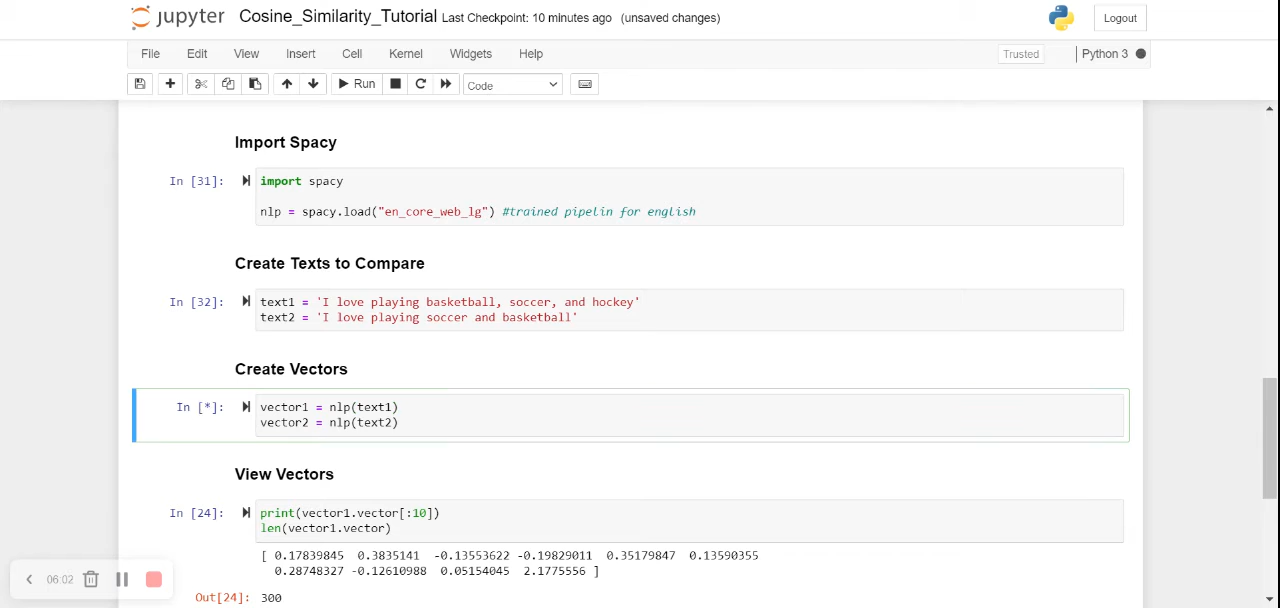 jupyter Cosine_Similarity_Tutorial Last Checkpoint: 10 minutes ago (unsaved changes) Logout
File Edit View Insert Cell Kernel Widgets Help Trusted Python 3
Run Code
Import Spacy
In [31]: import spacy
nlp = spacy.load("en_core_web_lg") #trained pipelin for english
Create Texts to Compare
In [32]: text1 = 'I love playing basketball, soccer, and hockey'
text2 = 'I love playing soccer and basketball'
Create Vectors
In [*]: vector1 = nlp(text1)
vector2 = nlp(text2)
View Vectors
In [24]: print(vector1.vector[:10])
len(vector1.vector)
[ 0.17839845 0.3835141 -0.13553622 -0.19829011 0.35179847 0.13590355
0.28748327 -0.12610988 0.05154045 2.1775556 ]
06:02
Out[24]: 300